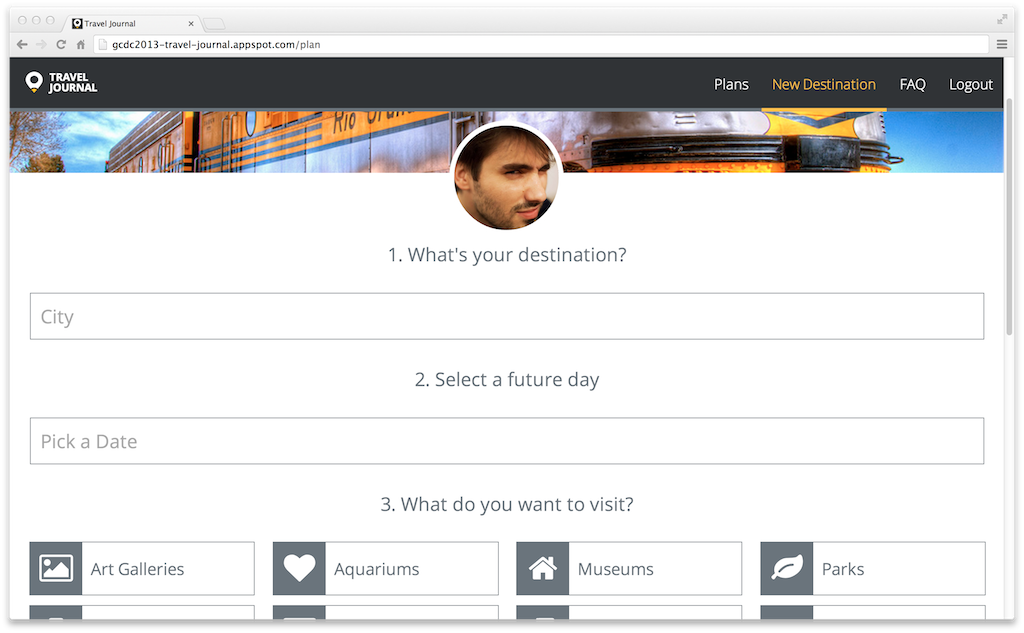 Travel Journal
gcdc2013-travel-journal.appspot.com/plan
TRAVEL
JOURNAL
Plans
New Destination
FAQ
Logout
Rio Gran
1. What's your destination?
City
2. Select a future day
Pick a Date
3. What do you want to visit?
Art Galleries
Aquariums
Museums
Parks